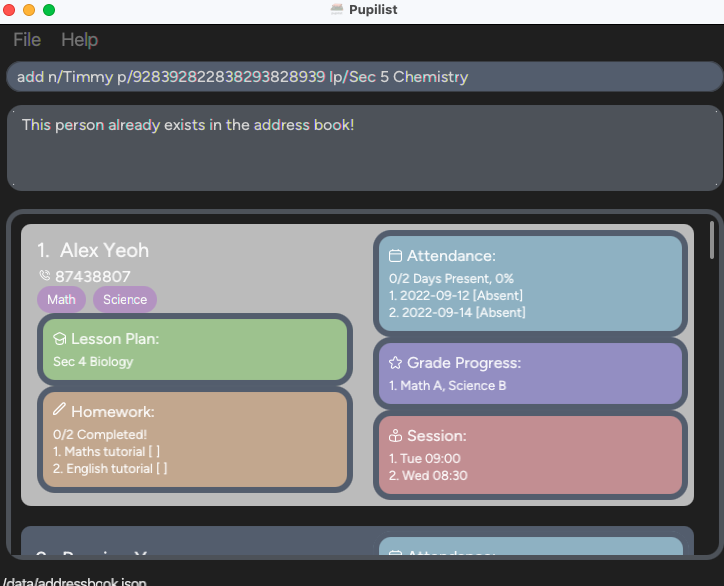 Pupilist
File Help
add n/Timmy p/928392822838293828939 lp/Sec 5 Chemistry
This person already exists in the address book!
1. Alex Yeoh
87438807
Math Science
Lesson Plan:
Sec 4 Biology
Homework:
0/2 Completed!
1. Maths tutorial [ ]
2. English tutorial [ ]
Attendance:
0/2 Days Present, 0%
1. 2022-09-12 [Absent]
2. 2022-09-14 [Absent]
Grade Progress:
1. Math A, Science B
Session:
1. Tue 09:00
2. Wed 08:30
Attendance:
/data/addressbook.json